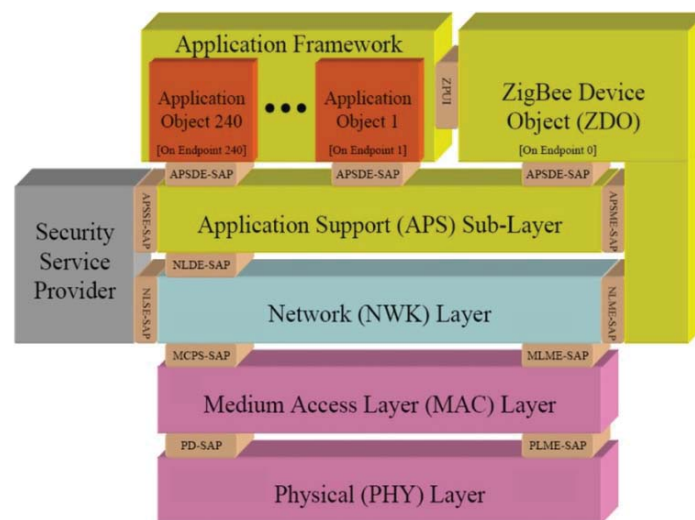 Application Framework
Application
Object 240
[On Endpoint 240]
•••
Application
Object 1
[On Endpoint 1]
ZPUI
ZigBee Device
Object (ZDO)
[On Endpoint 0]
APSDE-SAP
APSDE-SAP
APSDE-SAP
Security
Service
Provider
APSSE-SAP
Application Support (APS) Sub-Layer
APSME-SAP
NLDE-SAP
NLSE-SAP
Network (NWK) Layer
NLME-SAP
MCPS-SAP
MLME-SAP
Medium Access Layer (MAC) Layer
PD-SAP
PLME-SAP
Physical (PHY) Layer